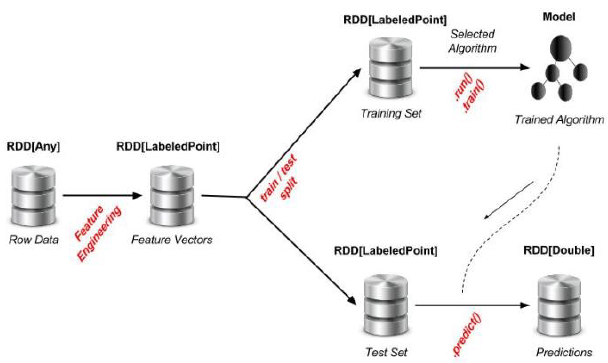 RDD[LabeledPoint]
Training Set
Selected
Algorithm
.run()
.train()
Model
Trained Algorithm
RDD[Any]
Row Data
Feature
Engineering
RDD[LabeledPoint]
Feature Vectors
train / test
split
RDD[LabeledPoint]
Test Set
.predict()
RDD[Double]
Predictions